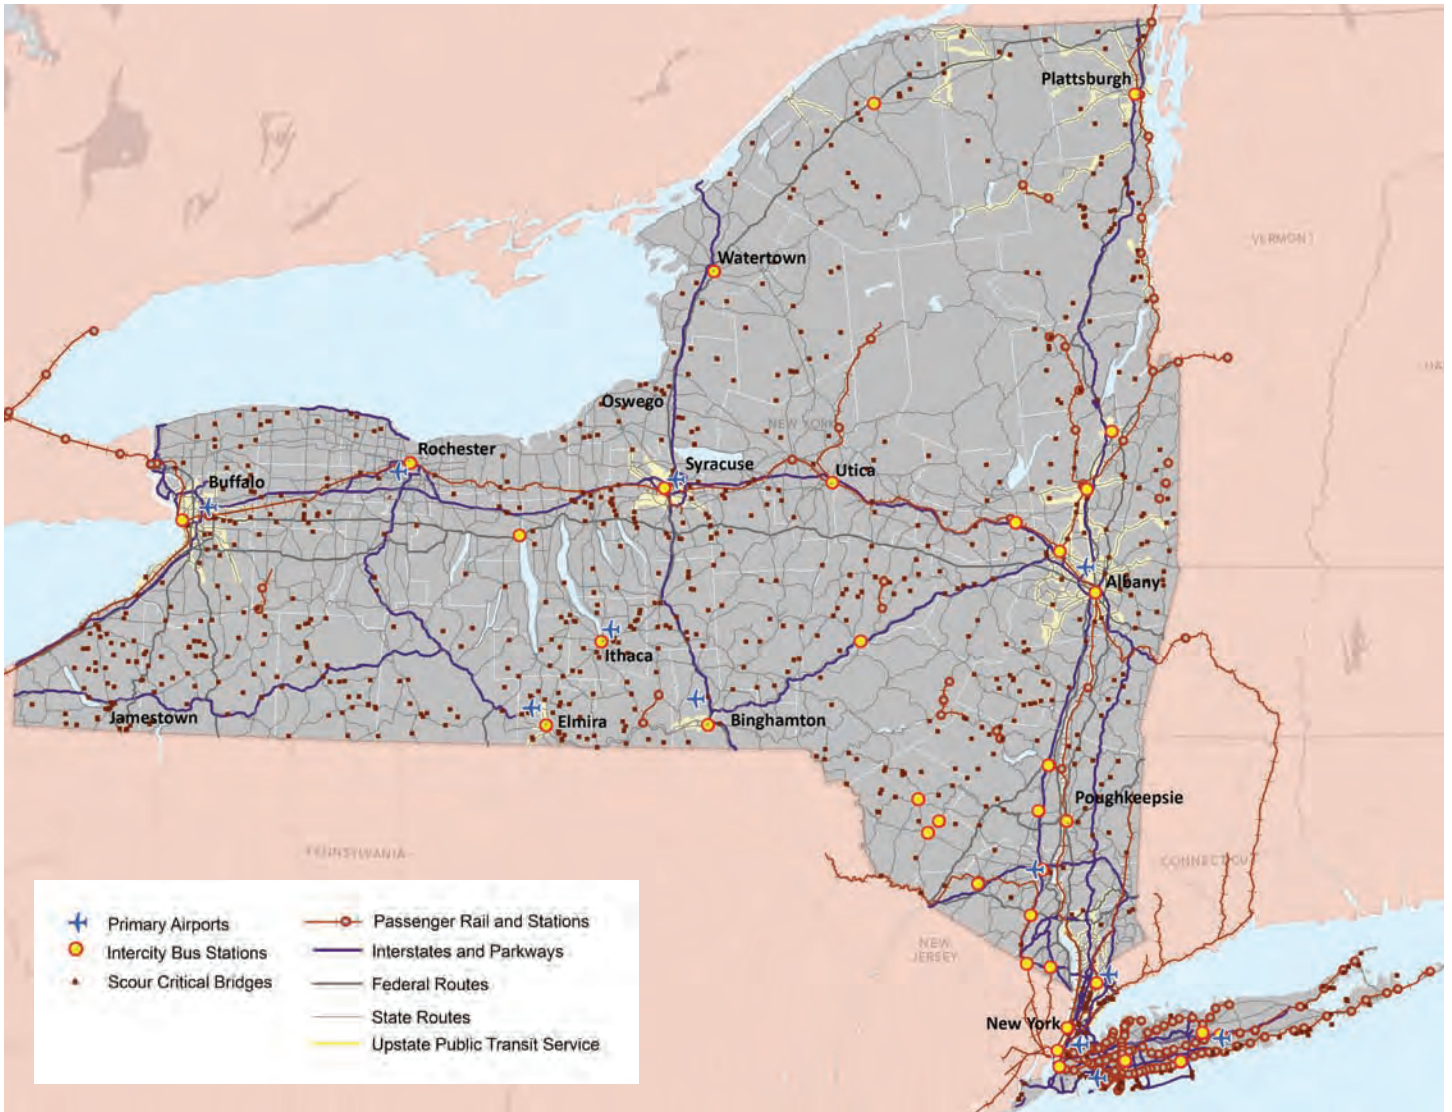 Plattsburgh
VERMONT
Watertown
Oswego
NEW YORK
Rochester
Syracuse
Utica
Buffalo
Albany
Ithaca
Jamestown
Elmira
Binghamton
Poughkeepsie
PENNSYLVANIA
CONNECTICUT
NEW
JERSEY
New York
Primary Airports
Intercity Bus Stations
Scour Critical Bridges
Passenger Rail and Stations
Interstates and Parkways
Federal Routes
State Routes
Upstate Public Transit Service